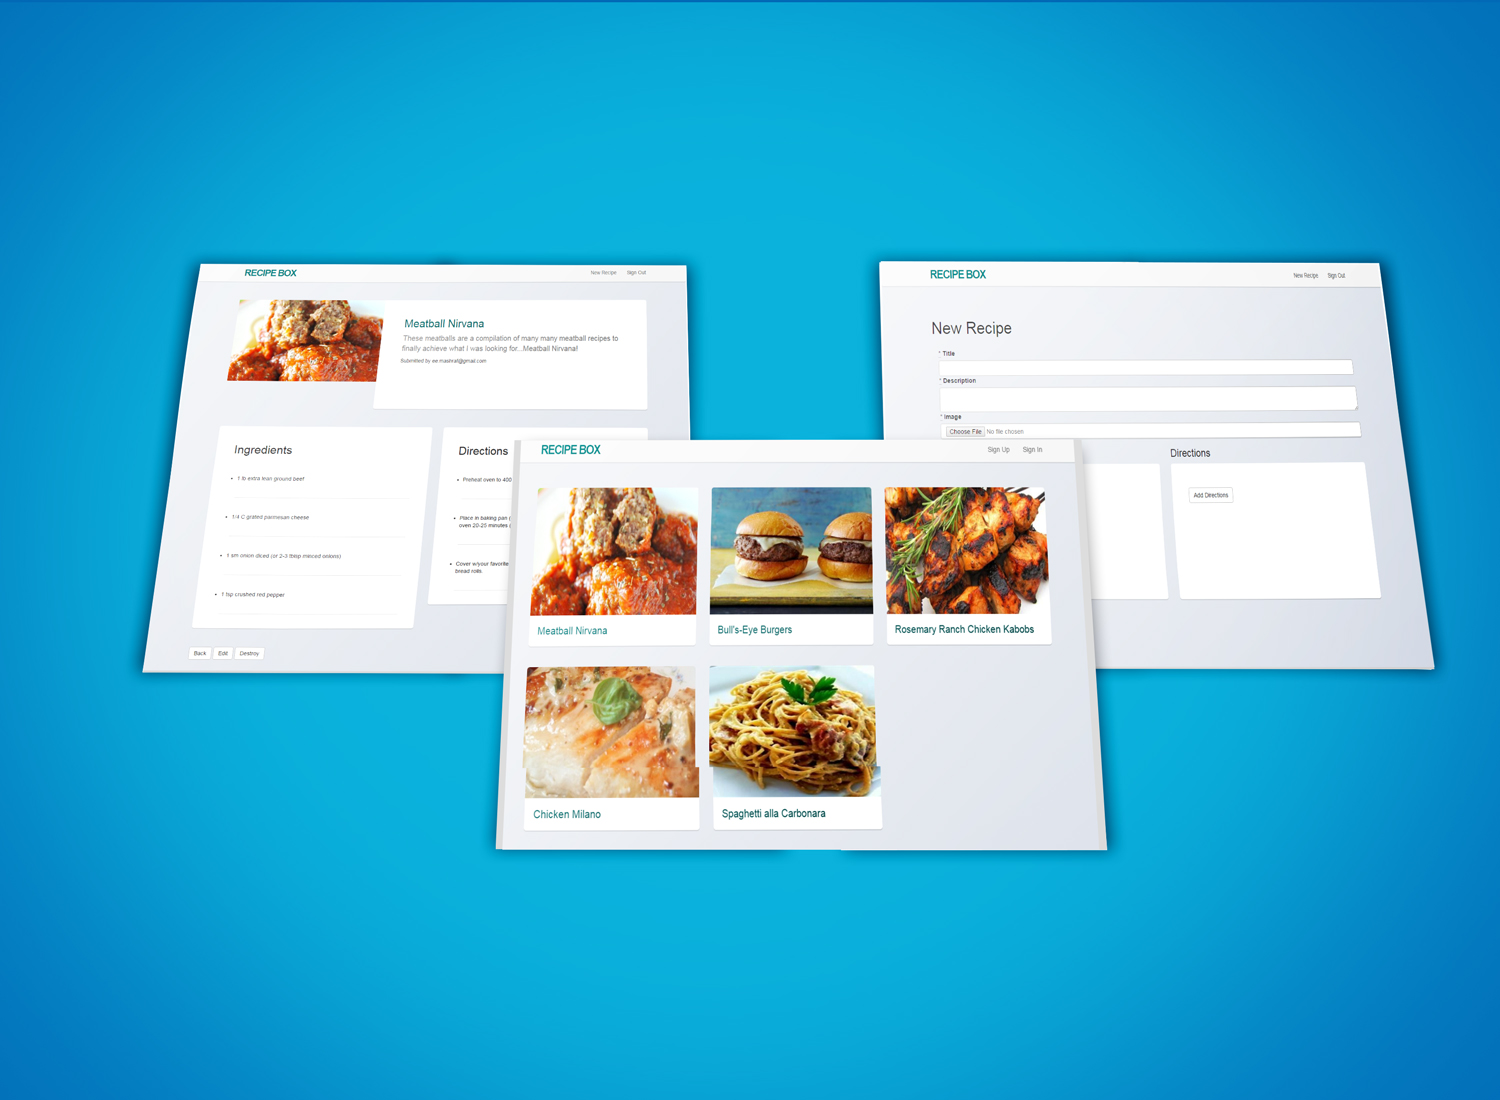 RECIPE BOX
New Recipe Sign Out
Meatball Nirvana
These meatballs are a compilation of many many meatball recipes to
finally achieve what I was looking for...Meatball Nirvana!
Submitted by ee.mashrat@gmail.com
Ingredients
1 lb extra lean ground beef
1/4 C grated parmesan cheese
1 sm onion diced (or 2-3 tbsp minced onions)
1 tsp crushed red pepper
Back Edit Destroy
Directions
Preheat oven to 400
Place in baking pan
oven 20-25 minutes
Cover w/your favorite
bread rolls
RECIPE BOX
New Recipe Sign Out
New Recipe
* Title
* Description
* Image
Choose File No file chosen
Directions
Add Directions
RECIPE BOX
Sign Up Sign In
Meatball Nirvana
Bull's-Eye Burgers
Rosemary Ranch Chicken Kabobs
Chicken Milano
Spaghetti alla Carbonara